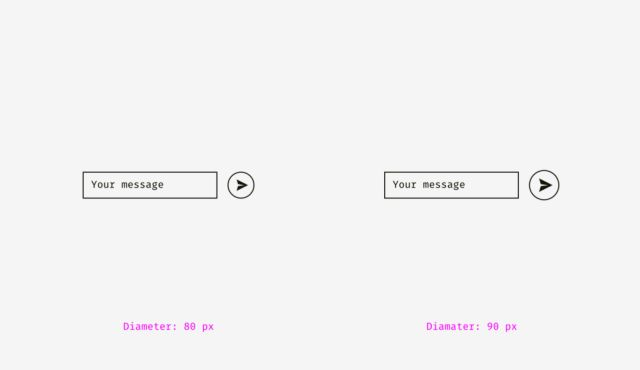 Your message
Your message
Diameter: 80 px
Diamater: 90 px